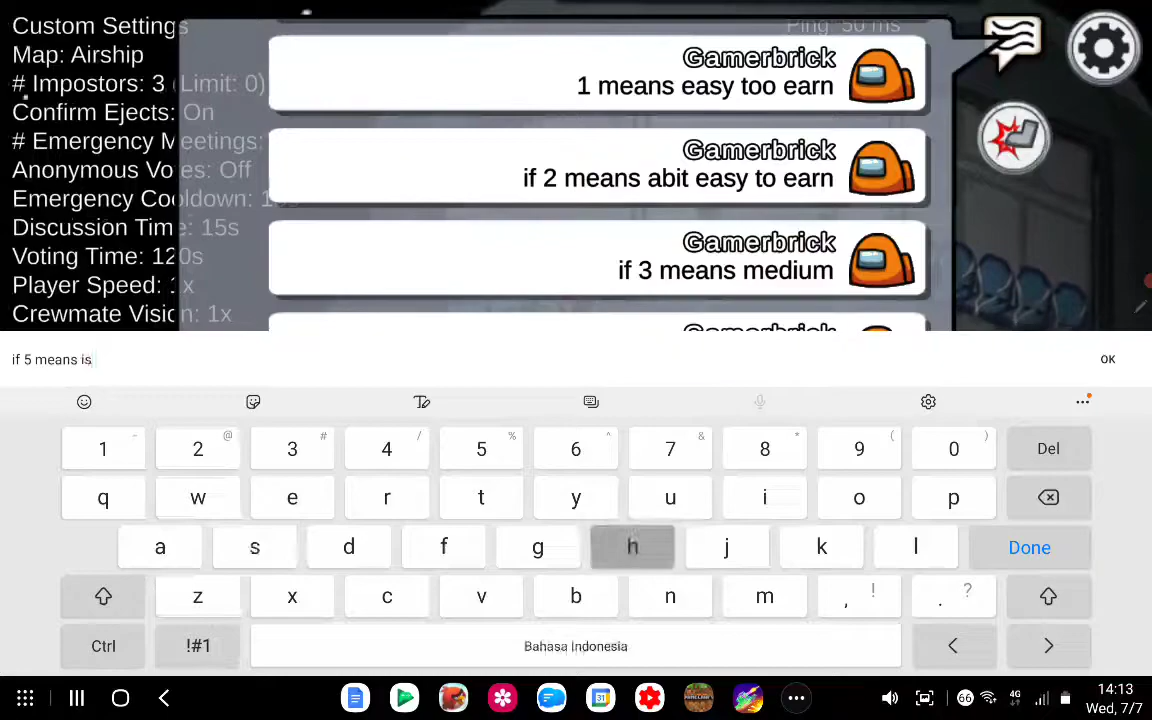 Custom Settings
Map: Airship
# Impostors: 3 (Limit: 0)
Confirm Ejects: On
# Emergency Meetings:
Anonymous Votes: Off
Emergency Cooldown: 1
Discussion Time: 15s
Voting Time: 120s
Player Speed: 1x
Crewmate Vision: 1x
Ping: 50 ms
Gamerbrick
1 means easy too earn
Gamerbrick
if 2 means abit easy to earn
Gamerbrick
if 3 means medium
Gamerbrick
if 5 means is
OK
1 - 2 @ 3 # 4 / 5 % 6 ^ 7 & 8 * 9 ( 0 ) Del
q w e r t y u i o p
a s d f g h j k l Done
z x c v b n m , ! . ?
Ctrl !#1 Bahasa Indonesia < >
66 4G 14:13
Wed, 7/7